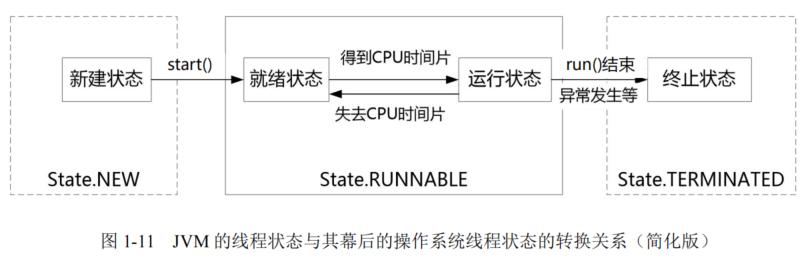 新建状态
start()
就绪状态
得到CPU时间片
失去CPU时间片
运行状态
run()结束
异常发生等
终止状态
State.NEW
State.RUNNABLE
State.TERMINATED
图 1-11 JVM 的线程状态与其幕后的操作系统线程状态的转换关系（简化版）